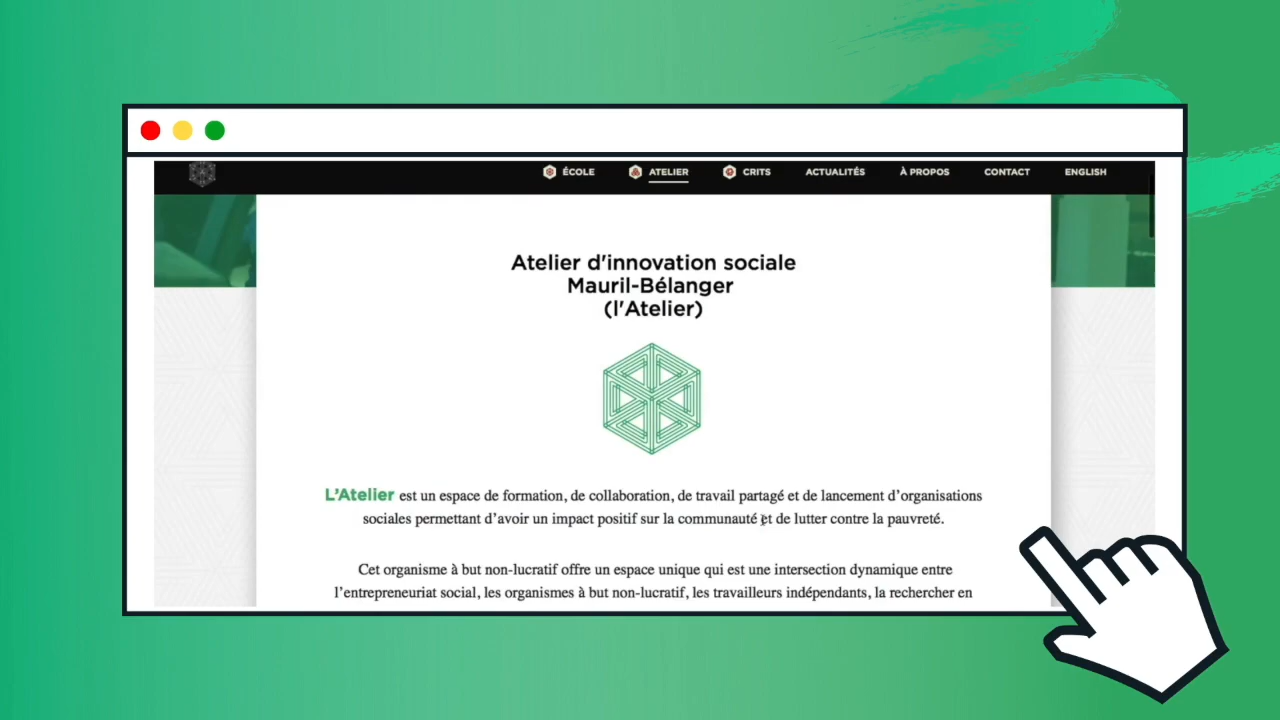 ÉCOLE ATELIER CRITS ACTUALITÉS À PROPOS CONTACT ENGLISH
Atelier d'innovation sociale
Mauril-Bélanger
(l'Atelier)
L’Atelier est un espace de formation, de collaboration, de travail partagé et de lancement d’organisations
sociales permettant d’avoir un impact positif sur la communauté et de lutter contre la pauvreté.
Cet organisme à but non-lucratif offre un espace unique qui est une intersection dynamique entre
l’entrepreneuriat social, les organismes à but non-lucratif, les travailleurs indépendants, la rechercher en